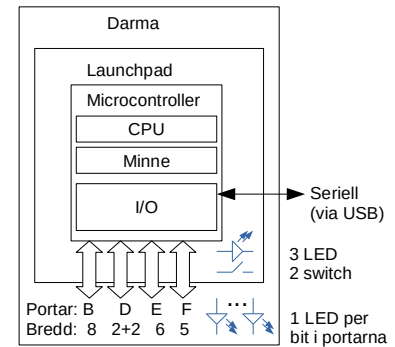 Darma
Launchpad
Microcontroller
CPU
Minne
I/O
Seriell
(via USB)
3 LED
2 switch
Portar: B D E F
Bredd: 8 2+2 6 5
...
1 LED per
bit i portarna